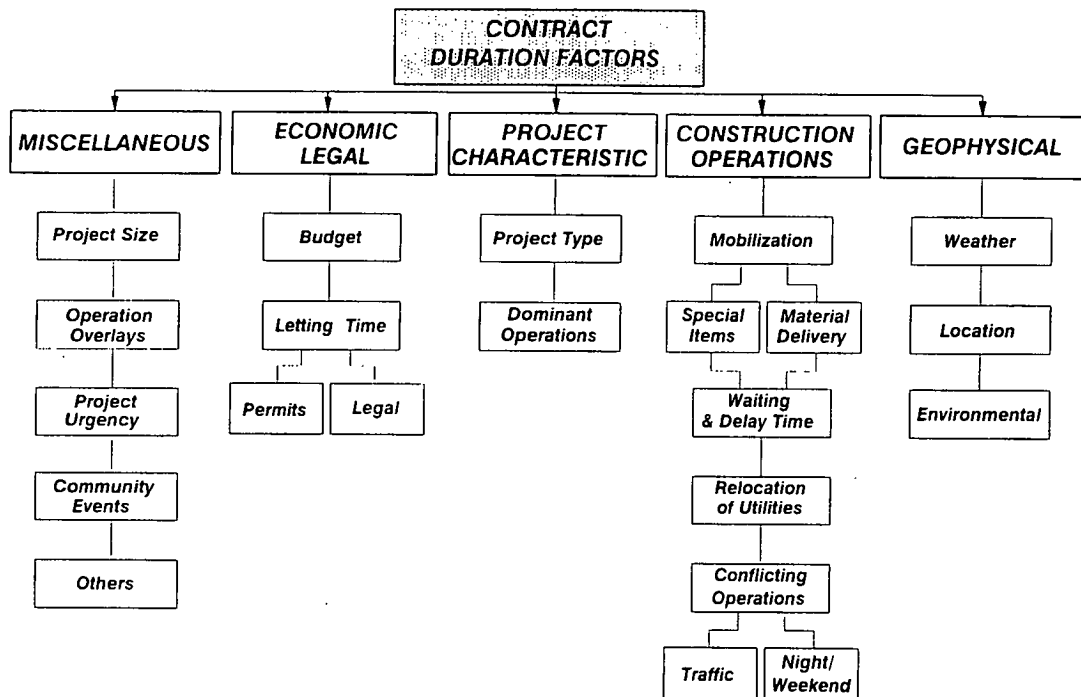 CONTRACT
DURATION FACTORS
MISCELLANEOUS
ECONOMIC
LEGAL
PROJECT
CHARACTERISTIC
CONSTRUCTION
OPERATIONS
GEOPHYSICAL
Project Size
Operation
Overlays
Project
Urgency
Community
Events
Others
Budget
Letting Time
Permits
Legal
Project Type
Dominant
Operations
Mobilization
Special
Items
Material
Delivery
Waiting
& Delay Time
Relocation
of Utilities
Conflicting
Operations
Traffic
Night/
Weekend
Weather
Location
Environmental